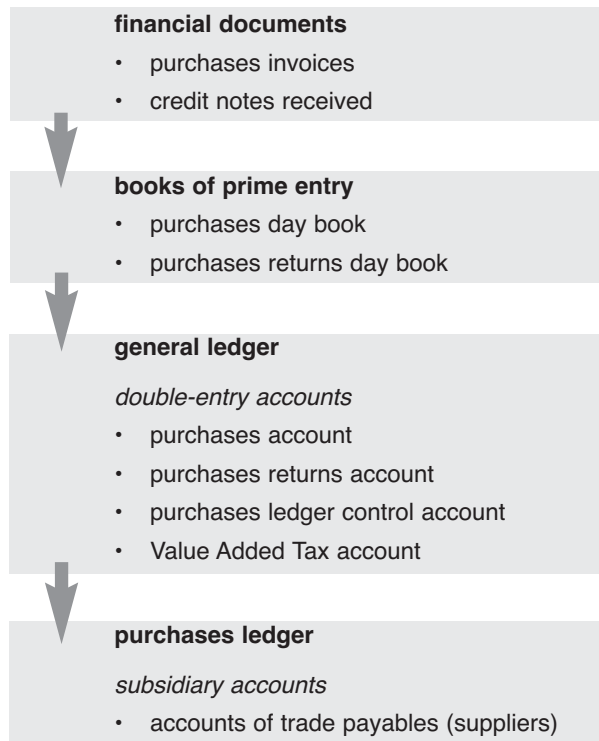 financial documents
• purchases invoices
• credit notes received
books of prime entry
• purchases day book
• purchases returns day book
general ledger
double-entry accounts
• purchases account
• purchases returns account
• purchases ledger control account
• Value Added Tax account
purchases ledger
subsidiary accounts
• accounts of trade payables (suppliers)